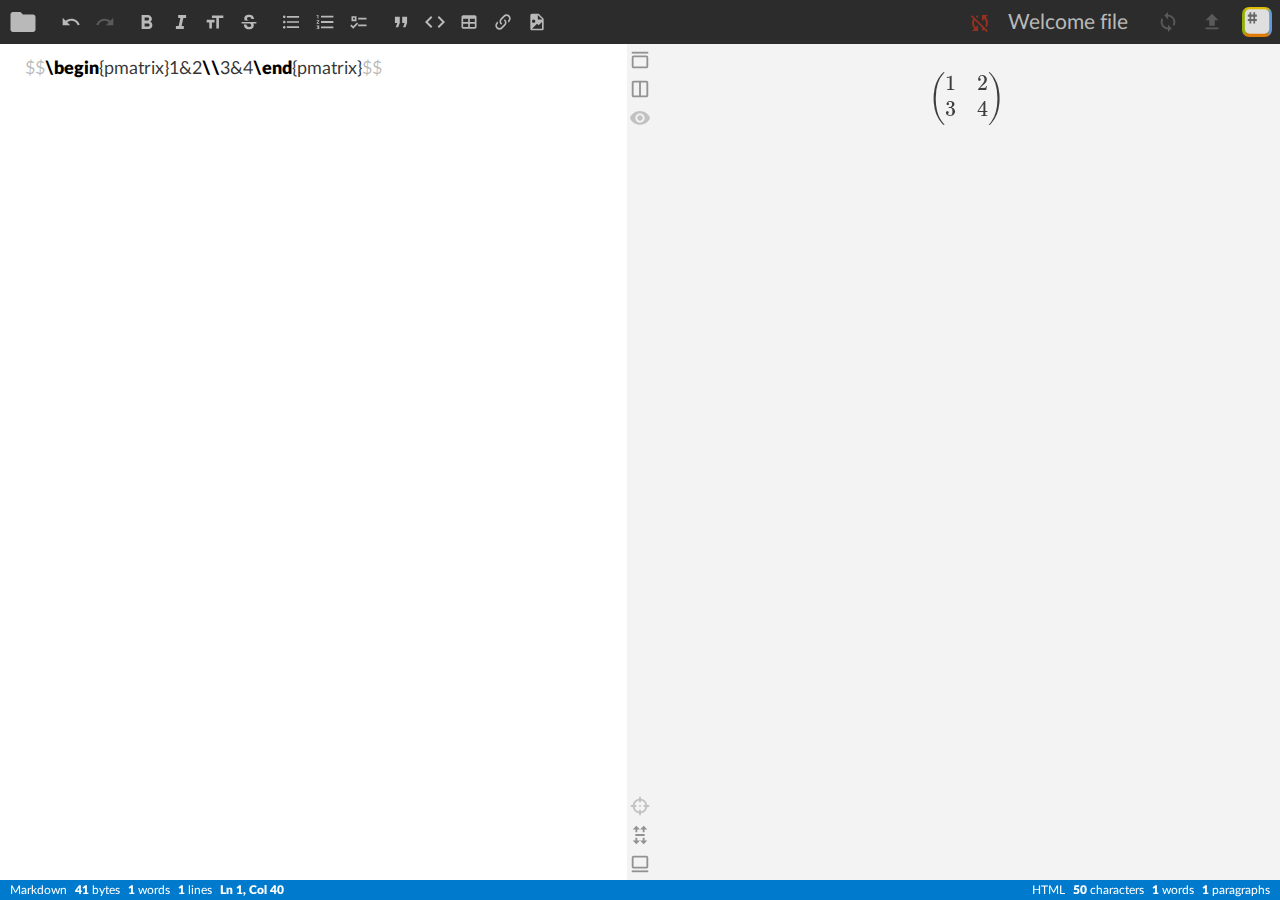 Welcome file
$$\begin{pmatrix}1&2\\3&4\end{pmatrix}$$
1 2
3 4
Markdown 41 bytes 1 words 1 lines Ln 1, Col 40
HTML 50 characters 1 words 1 paragraphs